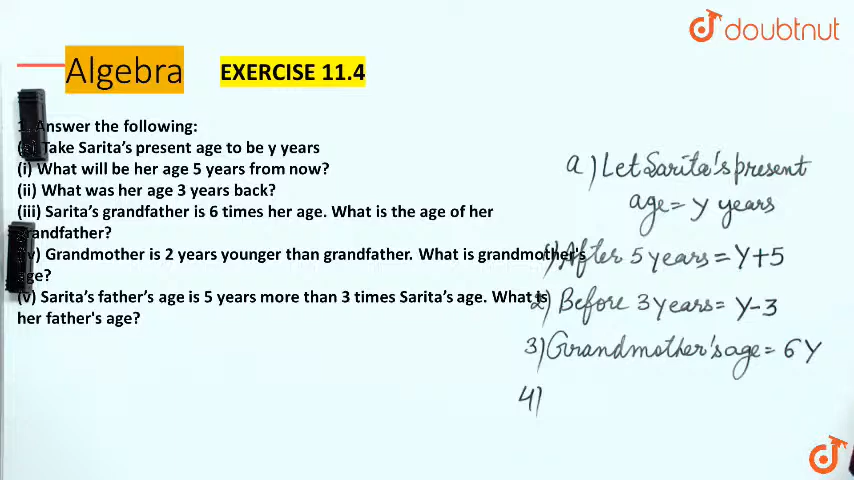 doubtnut
Algebra EXERCISE 11.4
1. Answer the following:
(a) Take Sarita's present age to be y years
(i) What will be her age 5 years from now?
(ii) What was her age 3 years back?
(iii) Sarita's grandfather is 6 times her age. What is the age of her
grandfather?
(iv) Grandmother is 2 years younger than grandfather. What is grandmother's
age?
(v) Sarita's father's age is 5 years more than 3 times Sarita's age. What is
her father's age?
a) Let Sarita's present
age = y years
1) After 5 years = y+5
2) Before 3 years = y-3
3) Grandmother's age = 6y
4)